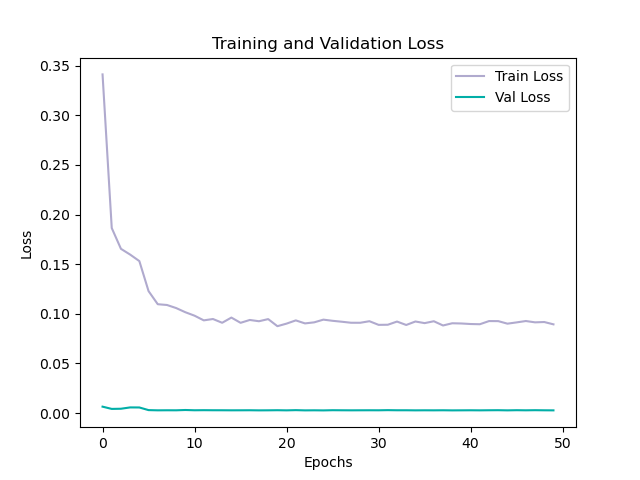 Training and Validation Loss
Train Loss
Val Loss
0.35
0.30
0.25
0.20
0.15
0.10
0.05
0.00
Loss
0 10 20 30 40 50
Epochs